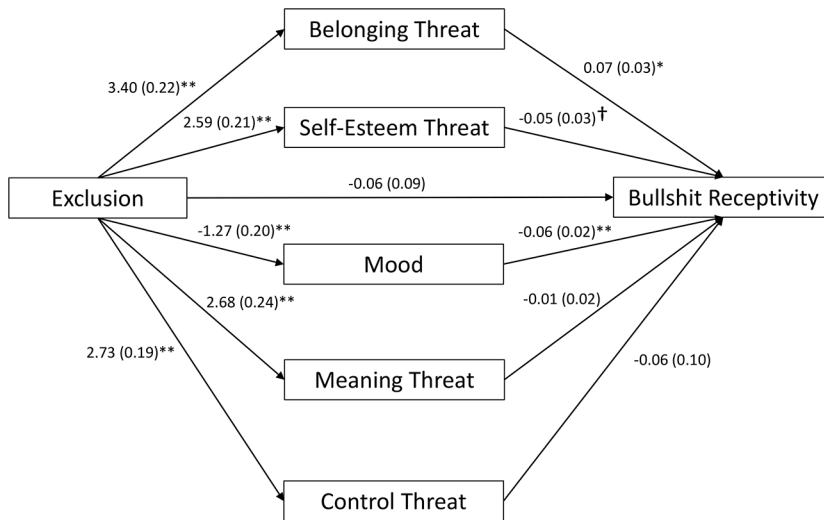 Belonging Threat
3.40 (0.22)**
0.07 (0.03)*
2.59 (0.21)**
Self-Esteem Threat
-0.05 (0.03)†
Exclusion
-0.06 (0.09)
Bullshit Receptivity
-1.27 (0.20)**
Mood
-0.06 (0.02)**
2.68 (0.24)**
-0.01 (0.02)
2.73 (0.19)**
Meaning Threat
-0.06 (0.10)
Control Threat